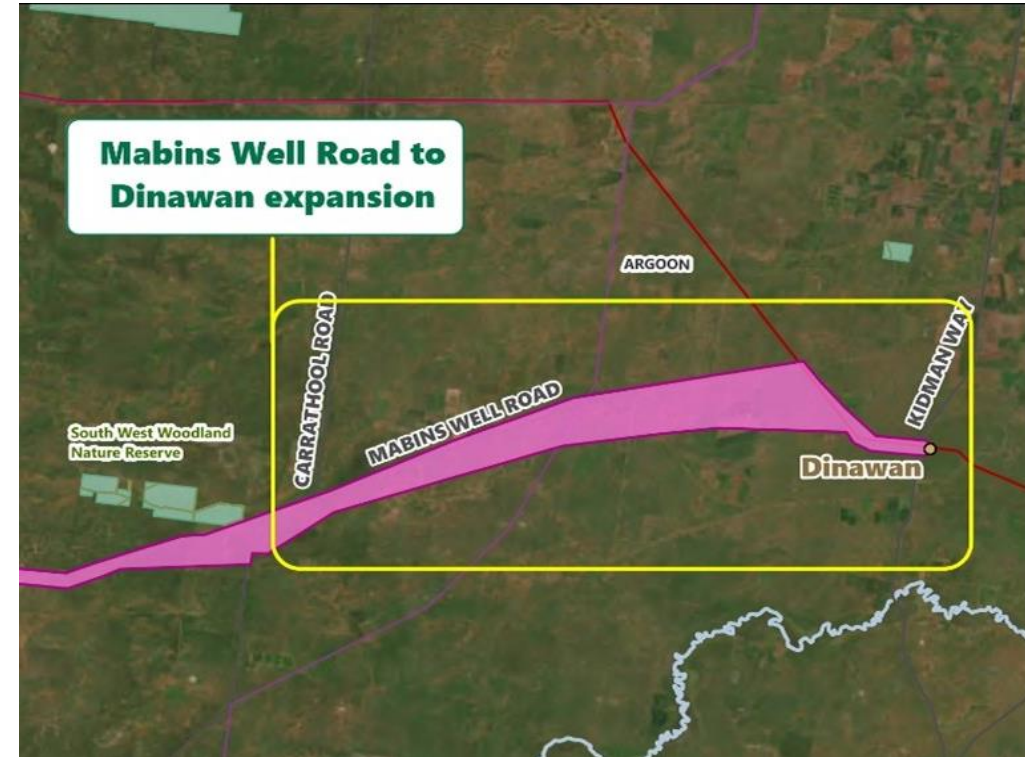 Mabins Well Road to
Dinawan expansion
ARGOON
CARRATHOOL ROAD
MABINS WELL ROAD
KIDMAN WAY
South West Woodland
Nature Reserve
Dinawan